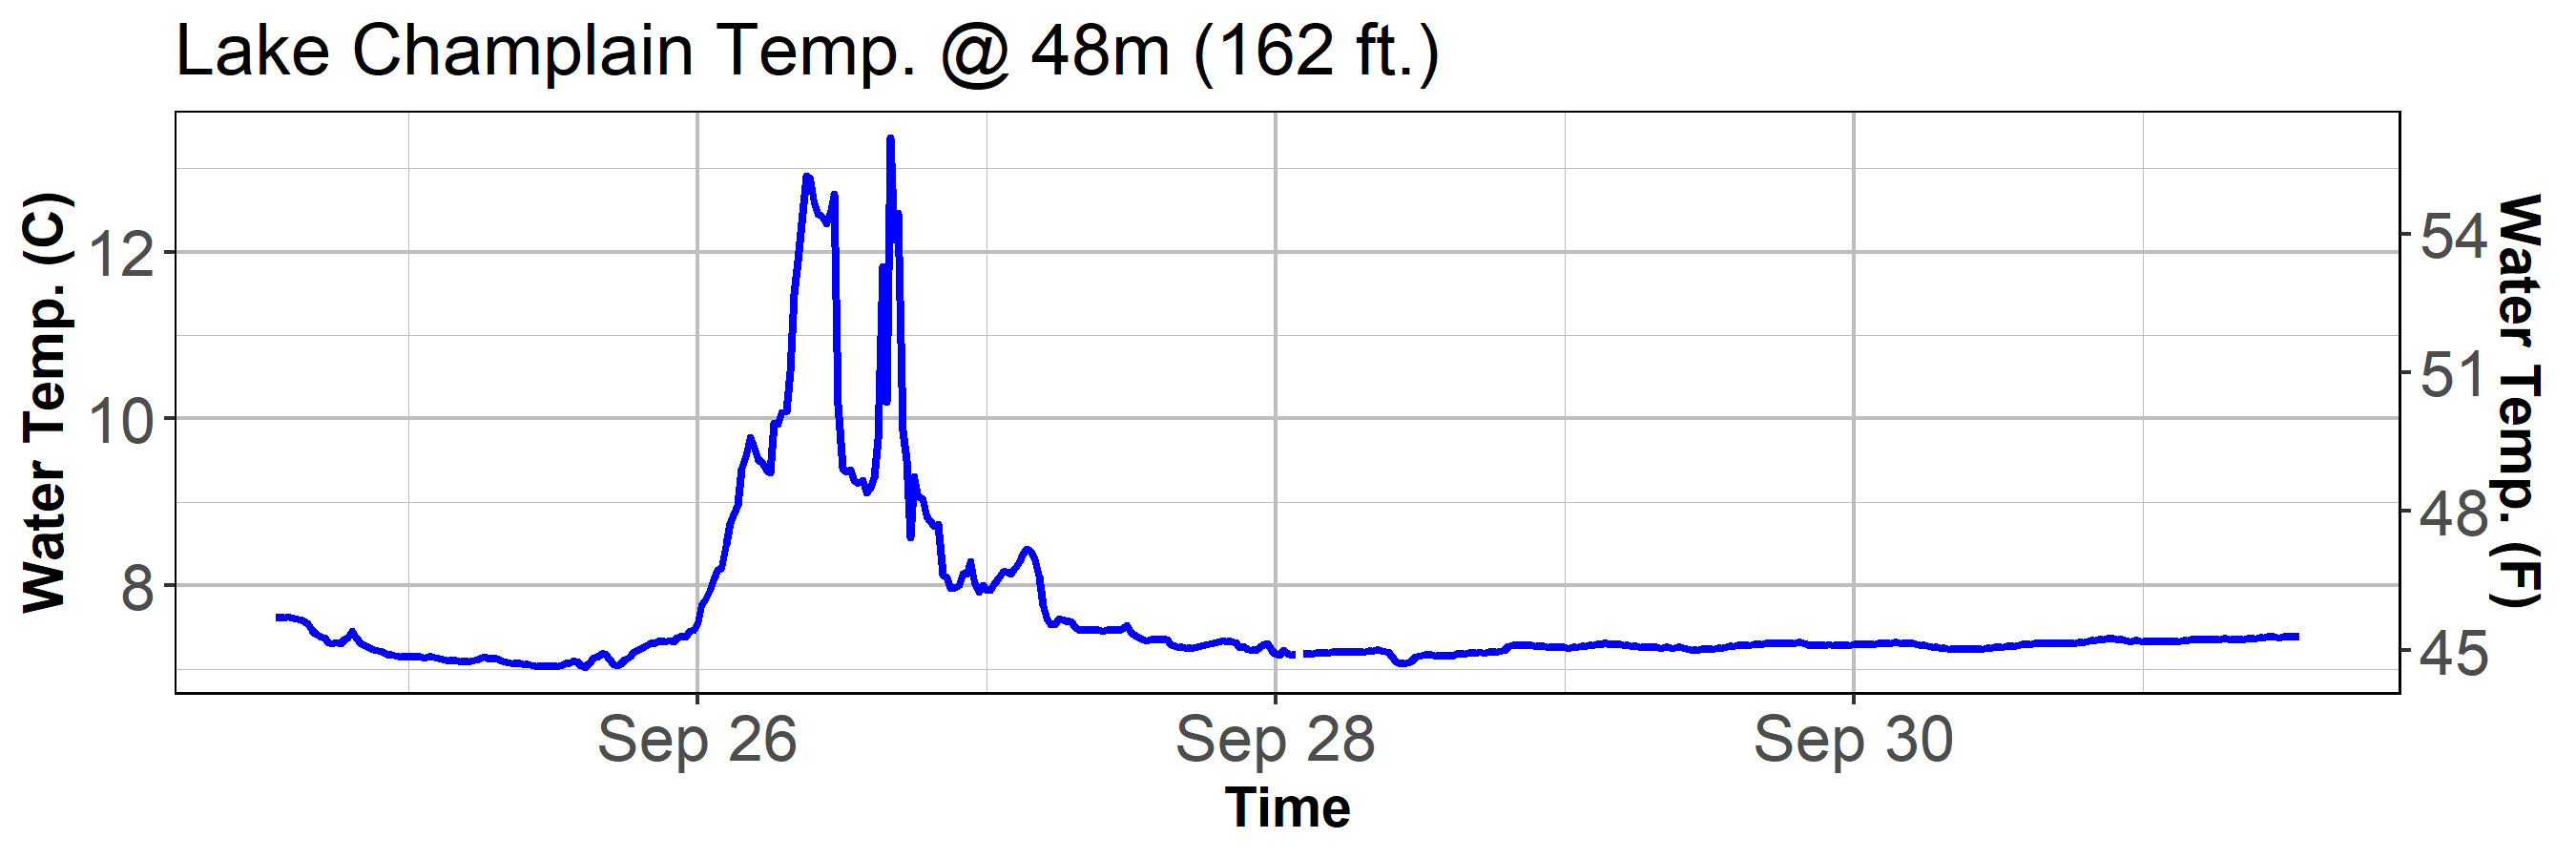 Lake Champlain Temp. @ 48m (162 ft.)
Water Temp. (C)
12
10
8
54
51
48
45
Water Temp. (F)
Sep 26
Sep 28
Sep 30
Time